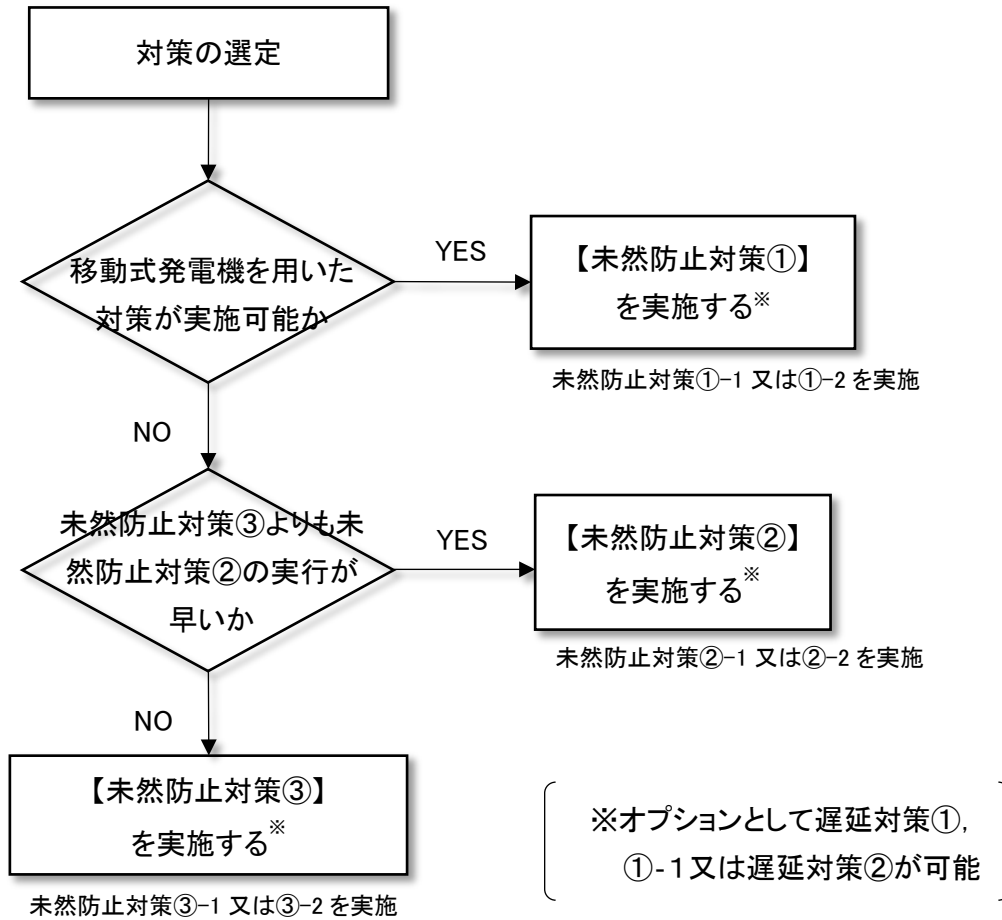 対策の選定
移動式発電機を用いた
対策が実施可能か
YES
【未然防止対策①】
を実施する※
未然防止対策①-1 又は①-2 を実施
NO
未然防止対策③よりも未
然防止対策②の実行が
早いか
YES
【未然防止対策②】
を実施する※
未然防止対策②-1 又は②-2 を実施
NO
【未然防止対策③】
を実施する※
未然防止対策③-1 又は③-2 を実施
※オプションとして遅延対策①,
①-1又は遅延対策②が可能